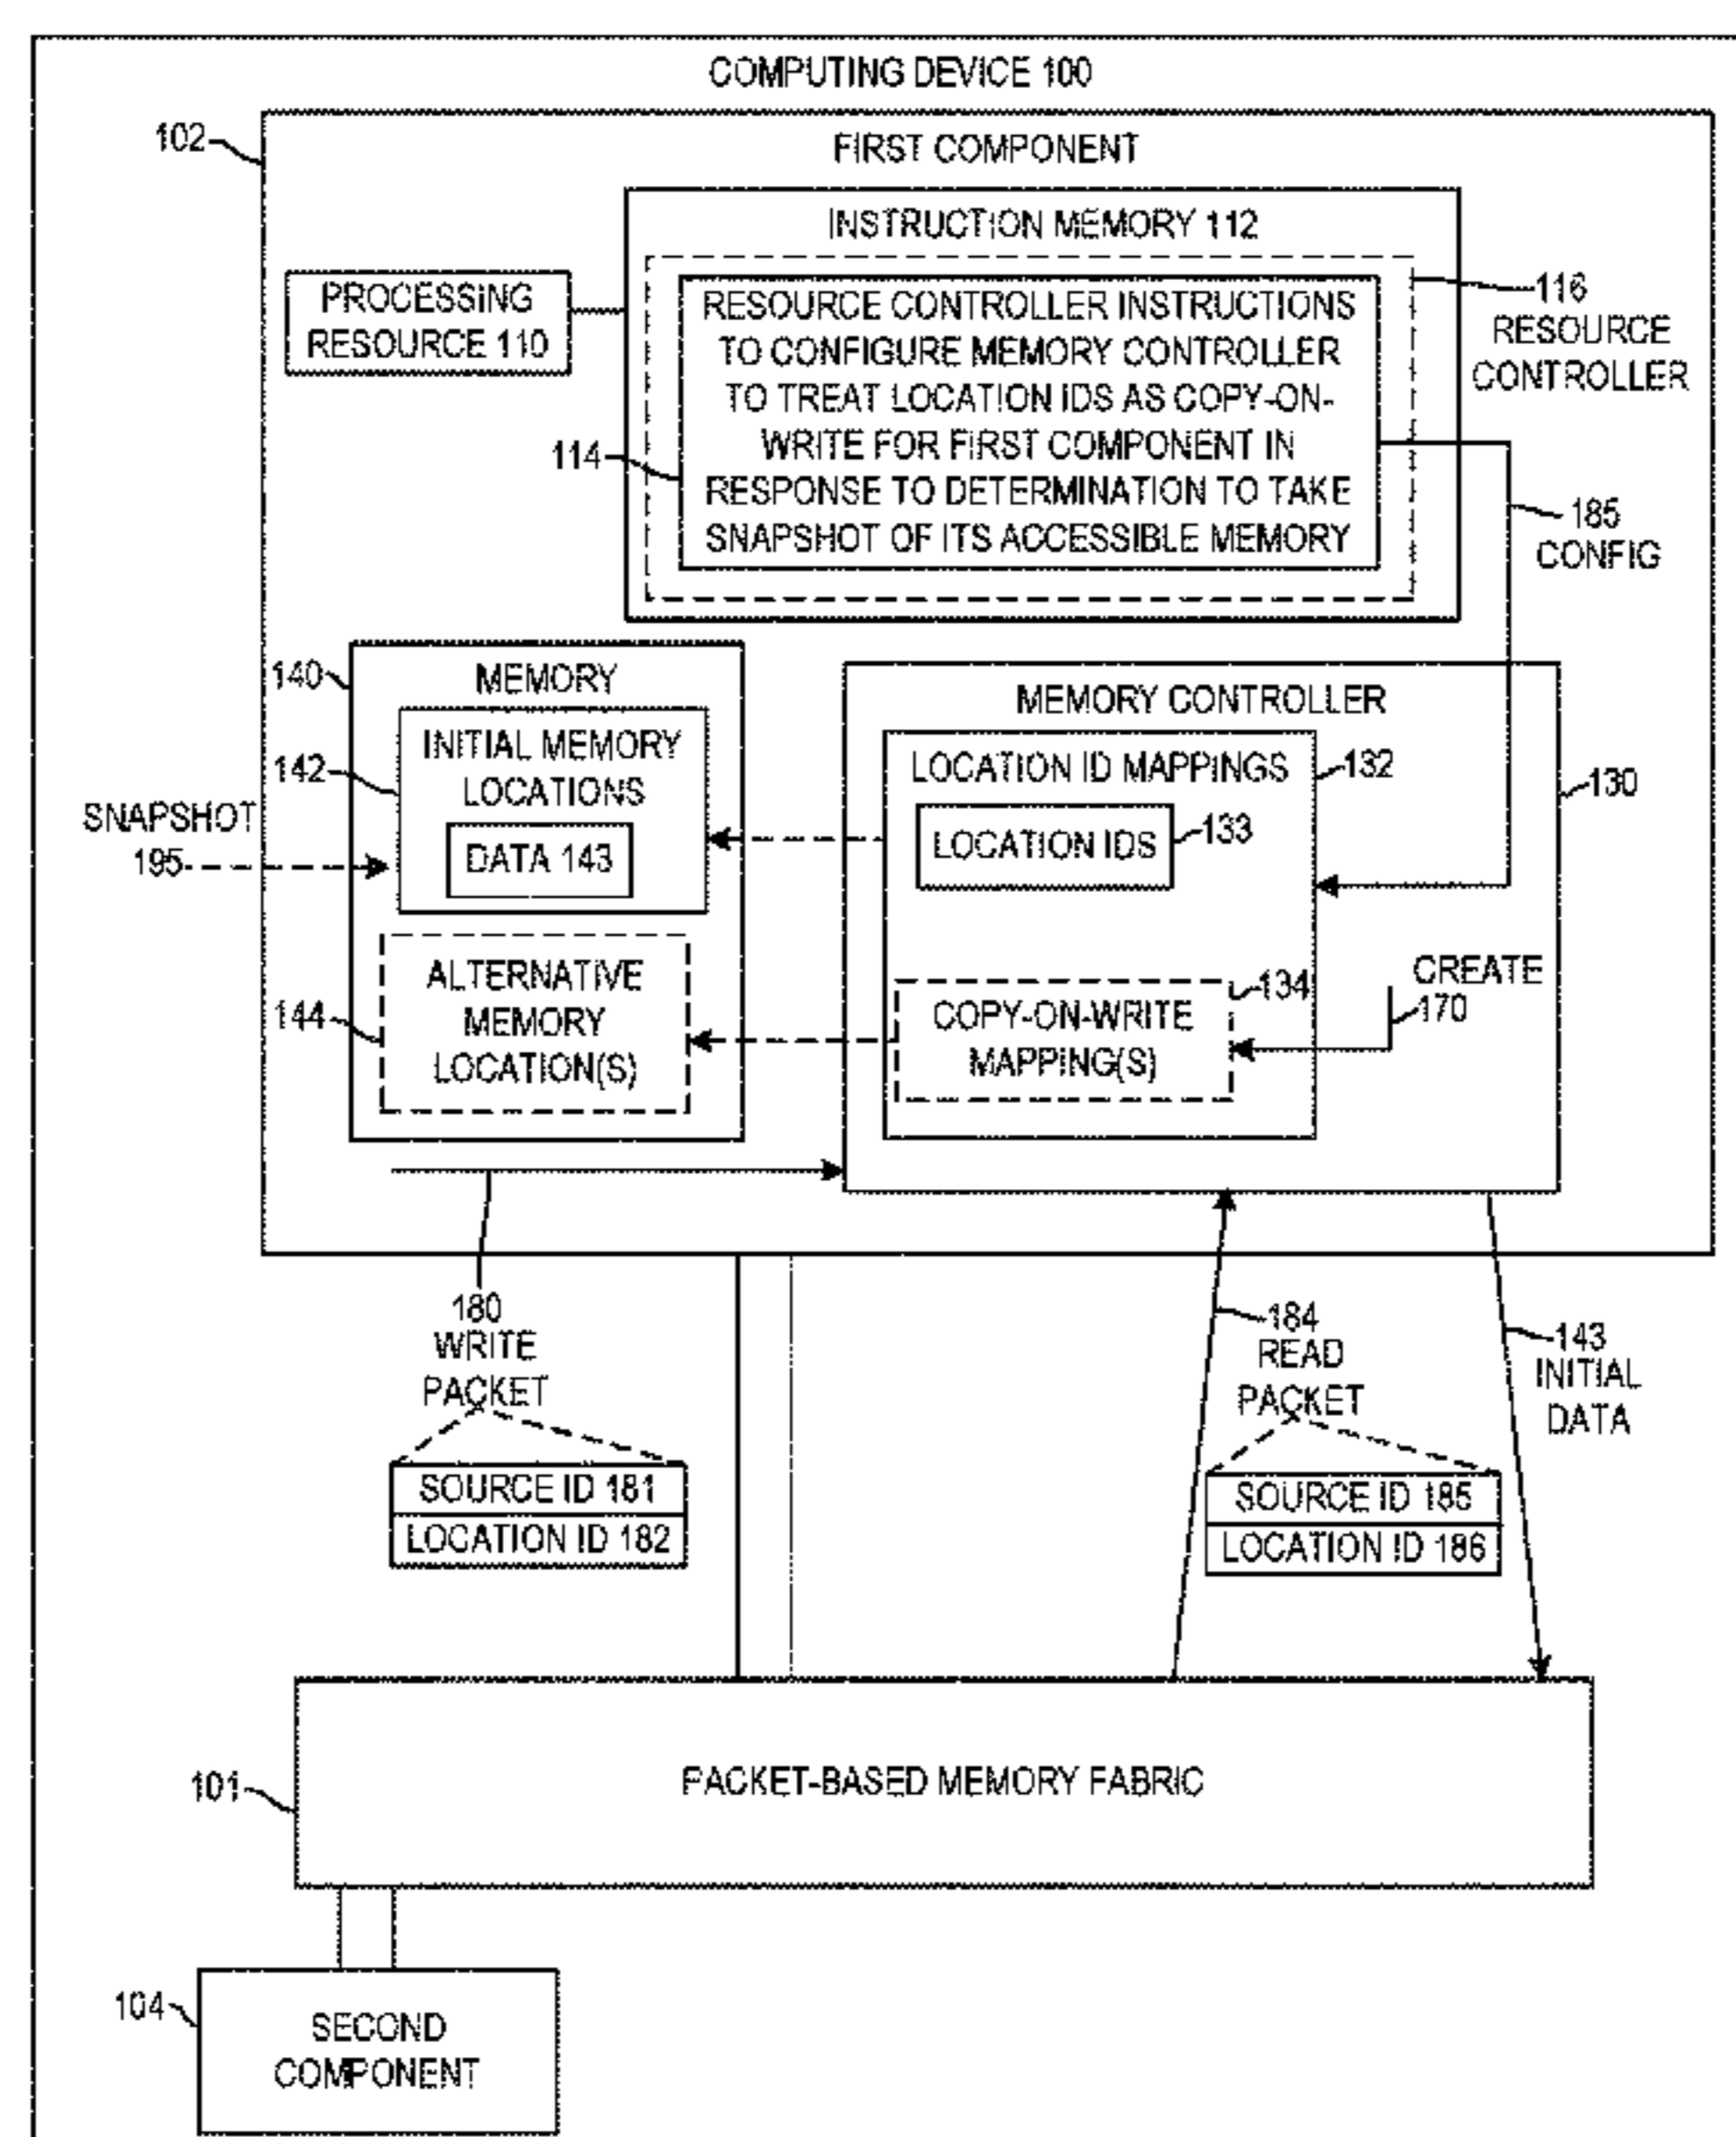 COMPUTING DEVICE 100
102
FIRST COMPONENT
INSTRUCTION MEMORY 112
PROCESSING
RESOURCE 110
RESOURCE CONTROLLER INSTRUCTIONS
TO CONFIGURE MEMORY CONTROLLER
TO TREAT LOCATION IDS AS COPY-ON-
WRITE FOR FIRST COMPONENT IN
RESPONSE TO DETERMINATION TO TAKE
SNAPSHOT OF ITS ACCESSIBLE MEMORY
114
116
RESOURCE
CONTROLLER
185
CONFIG
140
MEMORY
INITIAL MEMORY
LOCATIONS
142
DATA 143
SNAPSHOT
195
ALTERNATIVE
MEMORY
LOCATION(S)
144
MEMORY CONTROLLER
LOCATION ID MAPPINGS
132
130
LOCATION IDS
133
COPY-ON-WRITE
MAPPING(S)
134
CREATE
170
180
WRITE
PACKET
SOURCE ID 181
LOCATION ID 182
184
READ
PACKET
SOURCE ID 185
LOCATION ID 186
143
INITIAL
DATA
101
PACKET-BASED MEMORY FABRIC
104
SECOND
COMPONENT